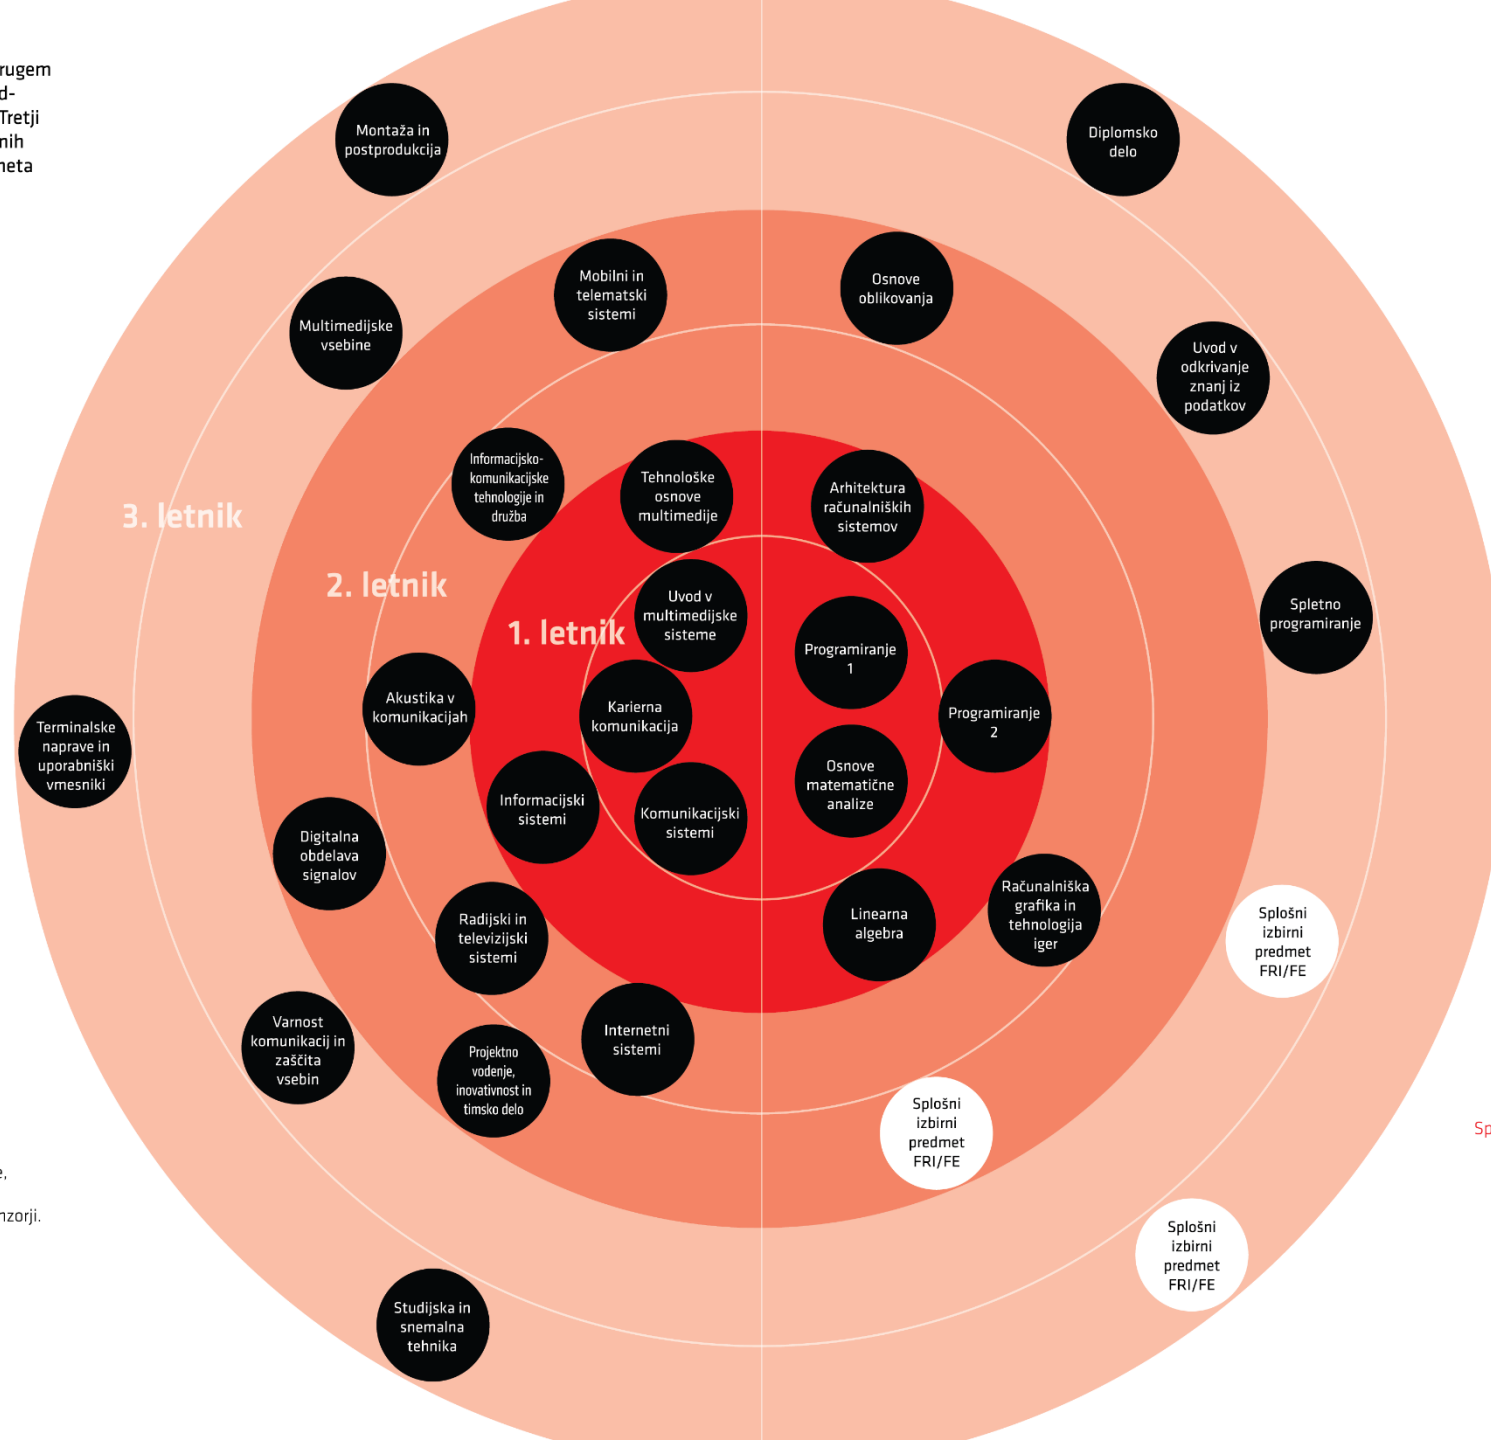 rugem
d-
Tretji
nih
neta
Montaža in
postprodukcija
Diplomsko
delo
Mobilni in
telematski
sistemi
Osnove
oblikovanja
Multimedijske
vsebine
Uvod v
odkrivanje
znanj iz
podatkov
Informacijsko-
komunikacijske
tehnologije in
družba
Tehnološke
osnove
multimedije
Arhitektura
računalniških
sistemov
3. letnik
2. letnik
1. letnik
Uvod v
multimedijske
sisteme
Programiranje
1
Spletno
programiranje
Akustika v
komunikacijah
Karierna
komunikacija
Programiranje
2
Terminalske
naprave in
uporabniški
vmesniki
Informacijski
sistemi
Komunikacijski
sistemi
Osnove
matematične
analize
Digitalna
obdelava
signalov
Radijski in
televizijski
sistemi
Linearna
algebra
Računalniška
grafika in
tehnologija
iger
Splošni
izbirni
predmet
FRI/FE
Varnost
komunikacij in
zaščita
vsebin
Projektno
vodenje,
inovativnost in
timsko delo
Internetni
sistemi
Splošni
izbirni
predmet
FRI/FE
Sp
e,
nzorji.
Splošni
izbirni
predmet
FRI/FE
Studijska in
snemalna
tehnika